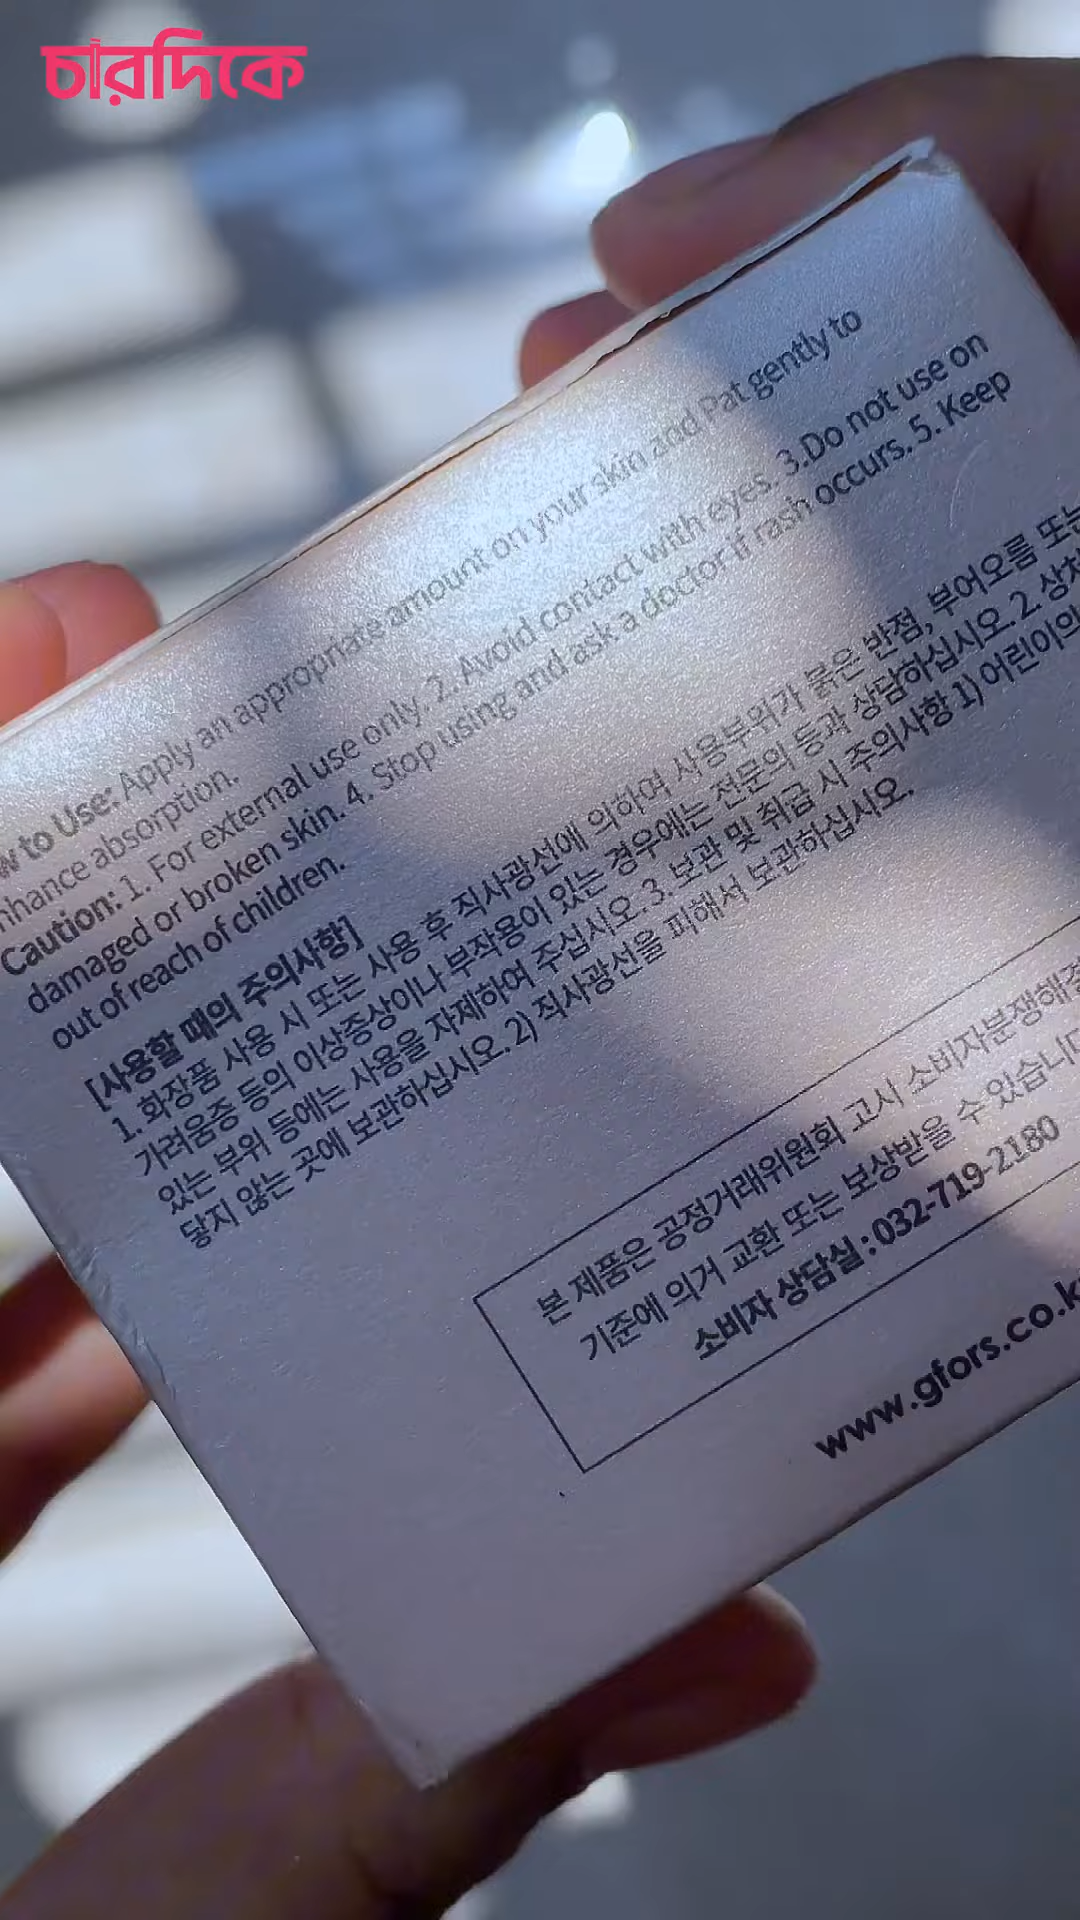 চারদিকে
w to Use: Apply an appropriate amount on your skin and Pat gently to
nhance absorption.
Caution: 1. For external use only. 2. Avoid contact with eyes. 3.Do not use on
damaged or broken skin. 4. Stop using and ask a doctor if rash occurs. 5. Keep
out of reach of children.
[사용할 때의 주의사항]
1. 화장품 사용 시 또는 사용 후 직사광선에 의하여 사용부위가 붉은 반점, 부어오름 또는
가려움증 등의 이상증상이나 부작용이 있는 경우에는 전문의 등과 상담하십시오. 2. 상처
있는 부위 등에는 사용을 자제하여 주십시오. 3. 보관 및 취급 시 주의사항 1) 어린이의
닿지 않는 곳에 보관하십시오. 2) 직사광선을 피해서 보관하십시오.
본 제품은 공정거래위원회 고시 소비자분쟁해결
기준에 의거 교환 또는 보상받을 수 있습니다
소비자 상담실 : 032-719-2180
www.gfors.co.k